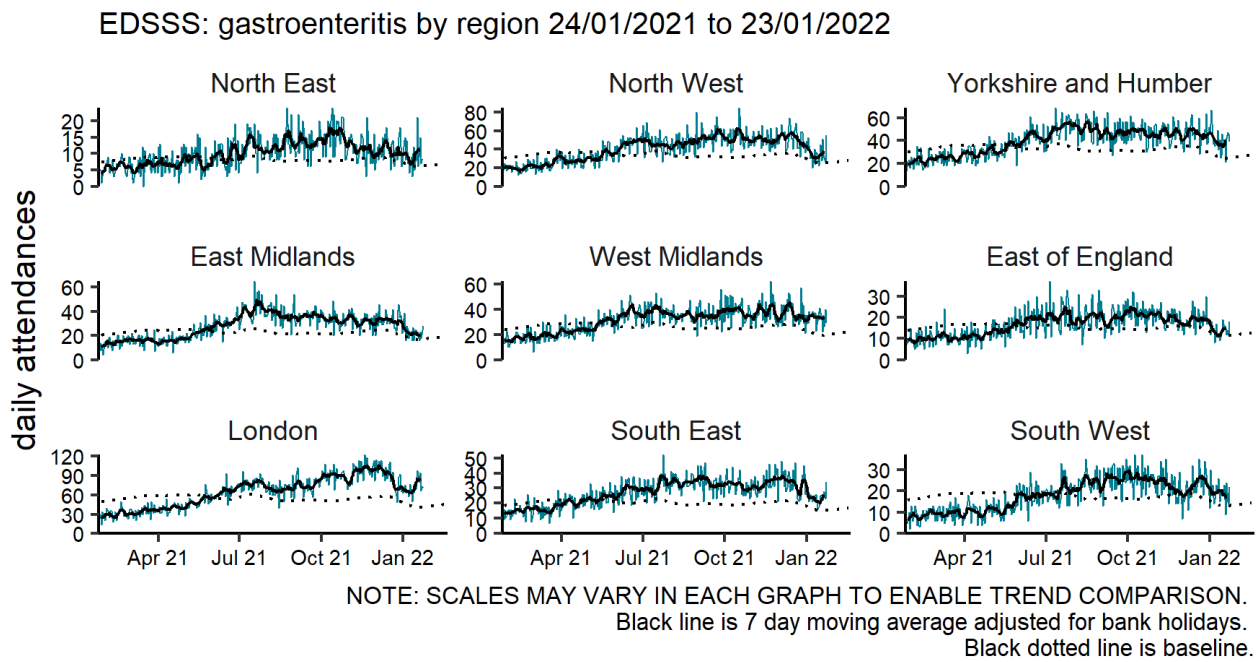 EDSSS: gastroenteritis by region 24/01/2021 to 23/01/2022
North East
North West
Yorkshire and Humber
20
15
10
5
0
80
60
40
20
0
60
40
20
0
daily attendances
East Midlands
West Midlands
East of England
60
40
20
0
60
40
20
0
30
20
10
0
London
South East
South West
120
90
60
30
0
50
40
30
20
10
0
30
20
10
0
Apr 21 Jul 21 Oct 21 Jan 22
Apr 21 Jul 21 Oct 21 Jan 22
Apr 21 Jul 21 Oct 21 Jan 22
NOTE: SCALES MAY VARY IN EACH GRAPH TO ENABLE TREND COMPARISON.
Black line is 7 day moving average adjusted for bank holidays.
Black dotted line is baseline.